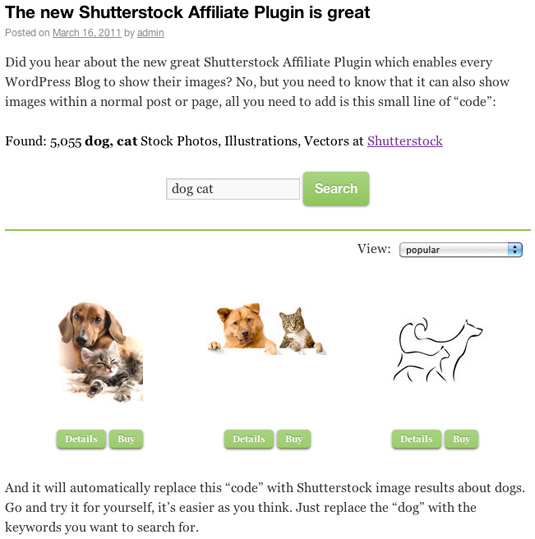 The new Shutterstock Affiliate Plugin is great
Posted on March 16, 2011 by admin
Did you hear about the new great Shutterstock Affiliate Plugin which enables every
WordPress Blog to show their images? No, but you need to know that it can also show
images within a normal post or page, all you need to add is this small line of “code”:
Found: 5,055 dog, cat Stock Photos, Illustrations, Vectors at Shutterstock
dog cat Search
View: popular
Details Buy Details Buy Details Buy
And it will automatically replace this “code” with Shutterstock image results about dogs.
Go and try it for yourself, it’s easier as you think. Just replace the “dog” with the
keywords you want to search for.